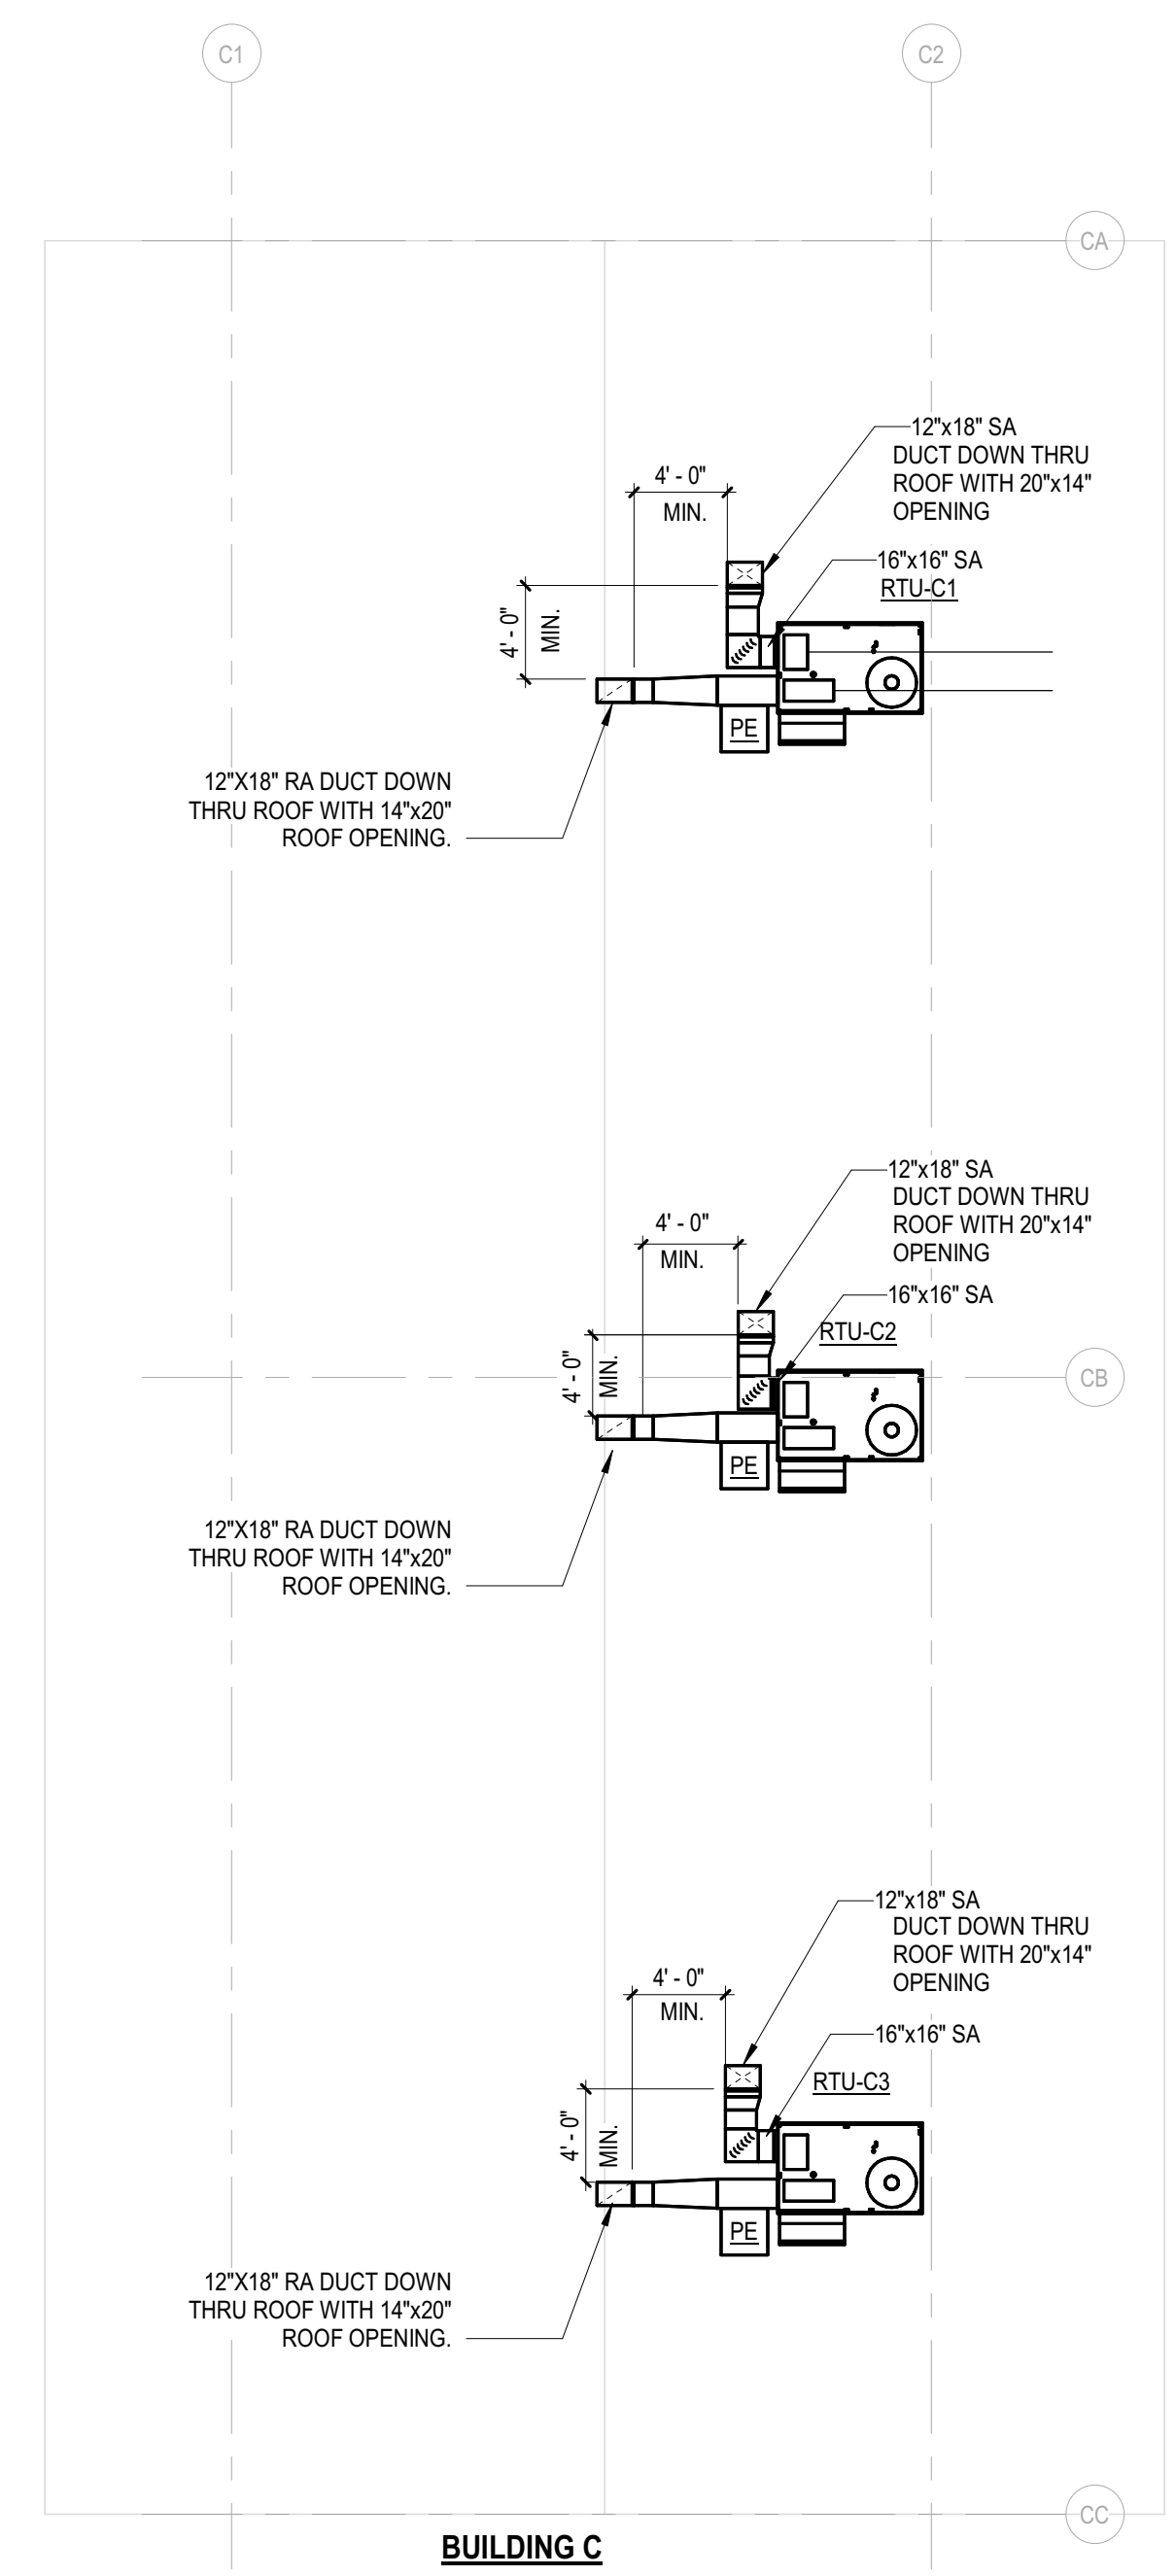 C1
C2
CA
12"x18" SA
DUCT DOWN THRU
ROOF WITH 20"x14"
OPENING
4' - 0"
MIN.
16"x16" SA
RTU-C1
4' - 0"
MIN.
PE
12"X18" RA DUCT DOWN
THRU ROOF WITH 14"x20"
ROOF OPENING.
12"x18" SA
DUCT DOWN THRU
ROOF WITH 20"x14"
OPENING
4' - 0"
MIN.
16"x16" SA
RTU-C2
4' - 0"
MIN.
CB
PE
12"X18" RA DUCT DOWN
THRU ROOF WITH 14"x20"
ROOF OPENING.
12"x18" SA
DUCT DOWN THRU
ROOF WITH 20"x14"
OPENING
4' - 0"
MIN.
16"x16" SA
RTU-C3
4' - 0"
MIN.
PE
12"X18" RA DUCT DOWN
THRU ROOF WITH 14"x20"
ROOF OPENING.
CC
BUILDING C